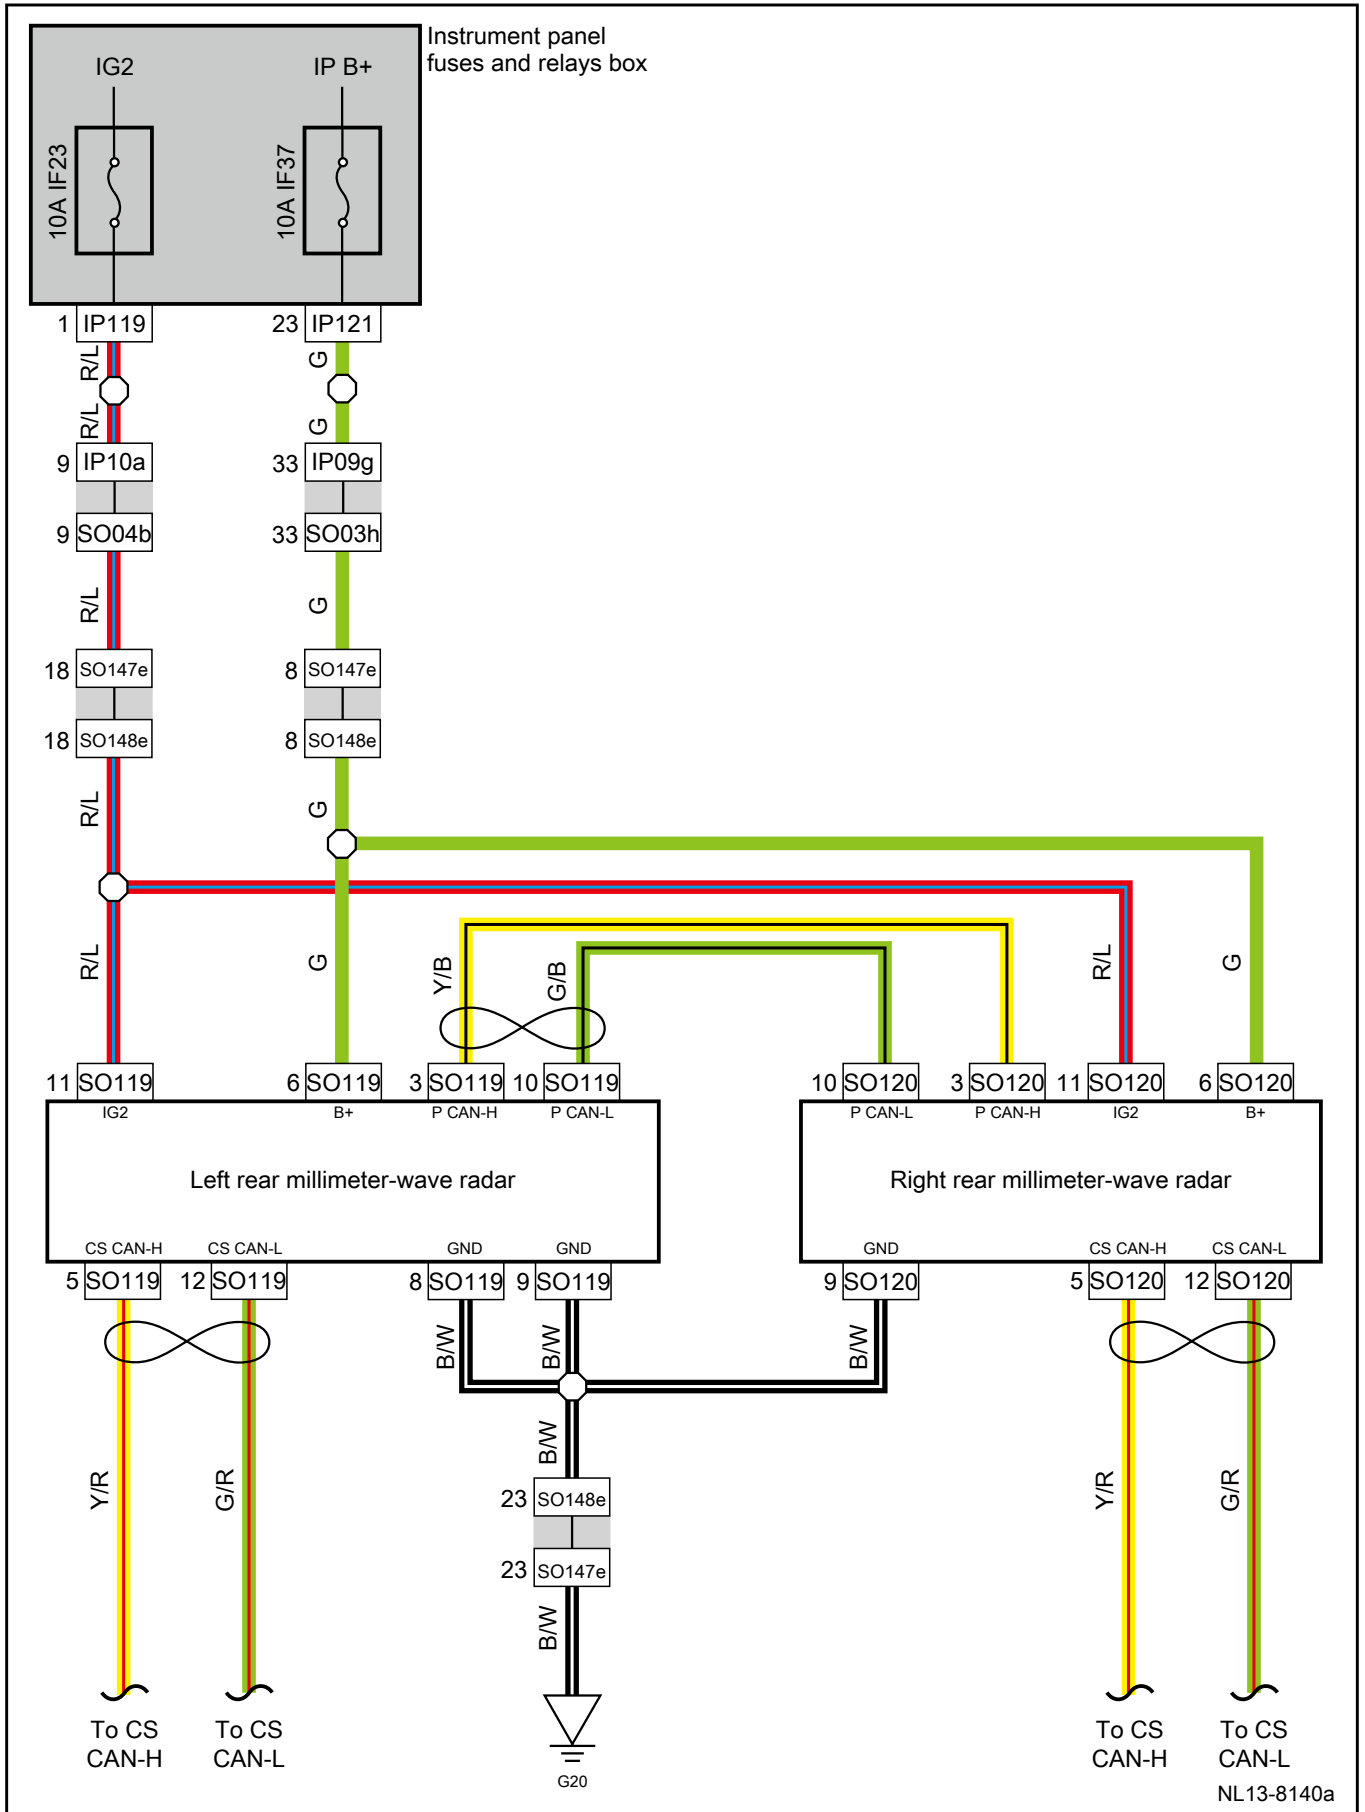 Instrument panel
fuses and relays box
IG2
IP B+
10A IF23
10A IF37
1 IP119
23 IP121
R/L
G
R/L
G
9 IP10a
33 IP09g
9 SO04b
33 SO03h
R/L
G
18 SO147e
8 SO147e
18 SO148e
8 SO148e
R/L
G
R/L
G
Y/B
G/B
R/L
G
11 SO119
6 SO119
3 SO119
10 SO119
10 SO120
3 SO120
11 SO120
6 SO120
IG2
B+
P CAN-H
P CAN-L
P CAN-L
P CAN-H
IG2
B+
Left rear millimeter-wave radar
Right rear millimeter-wave radar
CS CAN-H
CS CAN-L
GND
GND
GND
CS CAN-H
CS CAN-L
5 SO119
12 SO119
8 SO119
9 SO119
9 SO120
5 SO120
12 SO120
B/W
B/W
B/W
B/W
Y/R
G/R
Y/R
G/R
23 SO148e
23 SO147e
B/W
To CS
CAN-H
To CS
CAN-L
G20
To CS
CAN-H
To CS
CAN-L
NL13-8140a